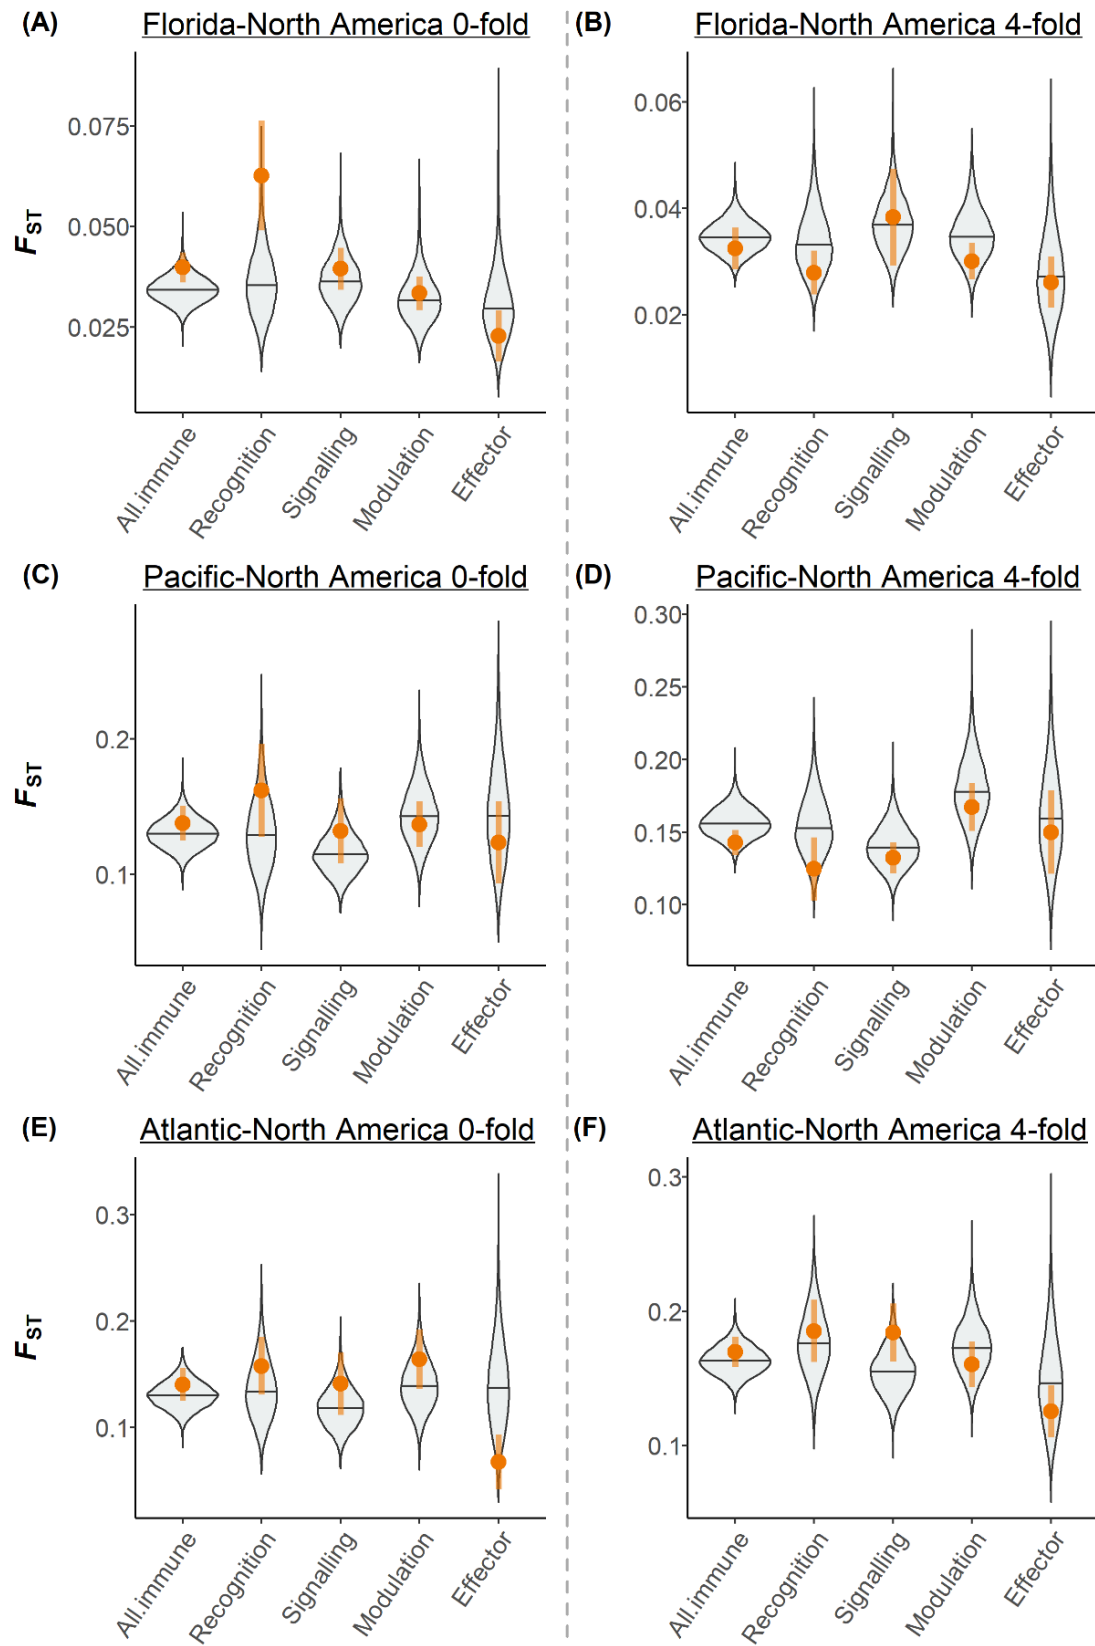 (A) Florida-North America 0-fold
FST
0.075
0.050
0.025
All.immune
Recognition
Signalling
Modulation
Effector
(B) Florida-North America 4-fold
0.06
0.04
0.02
All.immune
Recognition
Signalling
Modulation
Effector
(C) Pacific-North America 0-fold
FST
0.2
0.1
All.immune
Recognition
Signalling
Modulation
Effector
(D) Pacific-North America 4-fold
0.30
0.25
0.20
0.15
0.10
All.immune
Recognition
Signalling
Modulation
Effector
(E) Atlantic-North America 0-fold
FST
0.3
0.2
0.1
All.immune
Recognition
Signalling
Modulation
Effector
(F) Atlantic-North America 4-fold
0.3
0.2
0.1
All.immune
Recognition
Signalling
Modulation
Effector